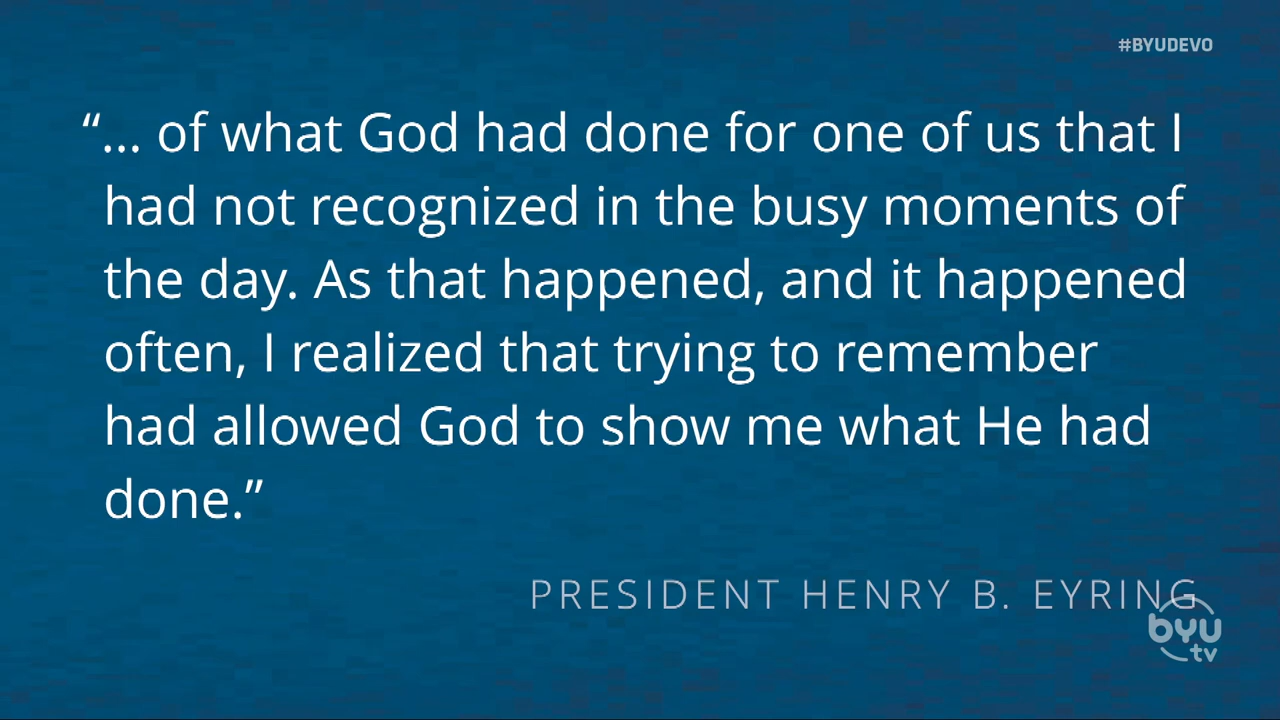 #BYUDEVO
“... of what God had done for one of us that I
had not recognized in the busy moments of
the day. As that happened, and it happened
often, I realized that trying to remember
had allowed God to show me what He had
done.”
PRESIDENT HENRY B. EYRING
byu
tv